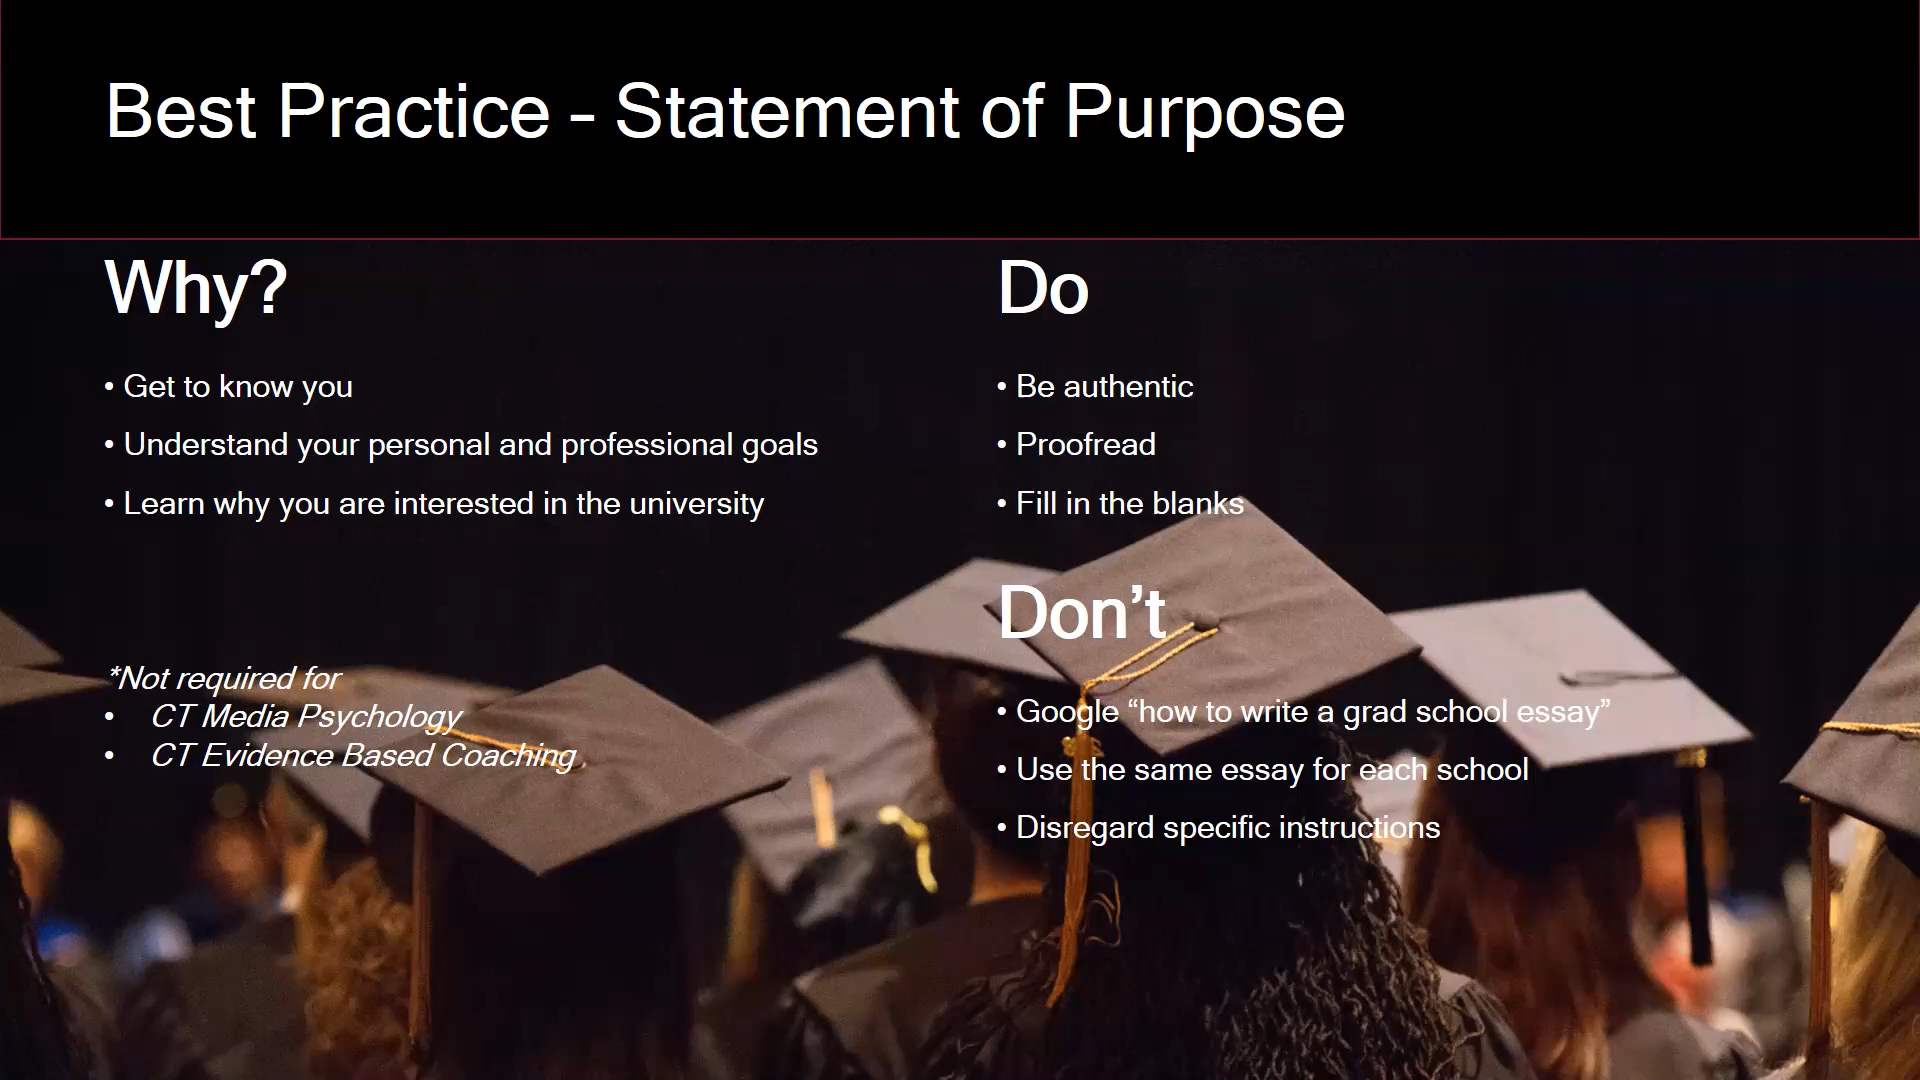 Best Practice - Statement of Purpose
Why?
• Get to know you
• Understand your personal and professional goals
• Learn why you are interested in the university
*Not required for
• CT Media Psychology
• CT Evidence Based Coaching
Do
• Be authentic
• Proofread
• Fill in the blanks
Don’t
• Google “how to write a grad school essay”
• Use the same essay for each school
• Disregard specific instructions